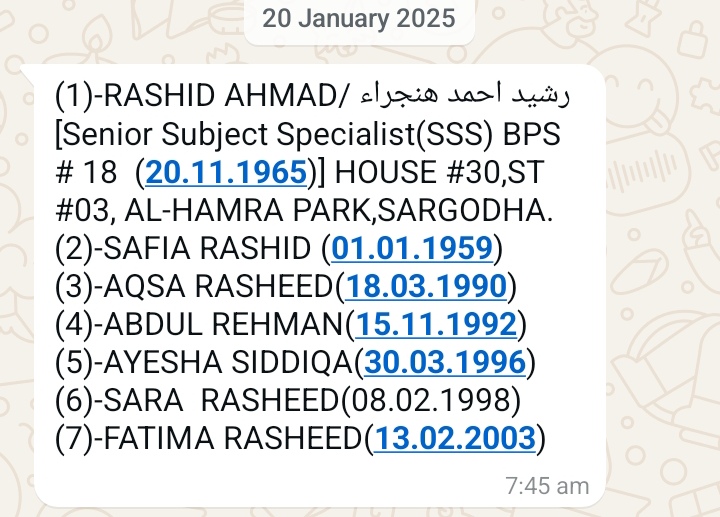 20 January 2025
(1)-RASHID AHMAD/ رشید احمد ھنجراء
[Senior Subject Specialist(SSS) BPS
# 18  (20.11.1965)] HOUSE #30,ST
#03, AL-HAMRA PARK,SARGODHA.
(2)-SAFIA RASHID (01.01.1959)
(3)-AQSA RASHEED(18.03.1990)
(4)-ABDUL REHMAN(15.11.1992)
(5)-AYESHA SIDDIQA(30.03.1996)
(6)-SARA  RASHEED(08.02.1998)
(7)-FATIMA RASHEED(13.02.2003)
7:45 am